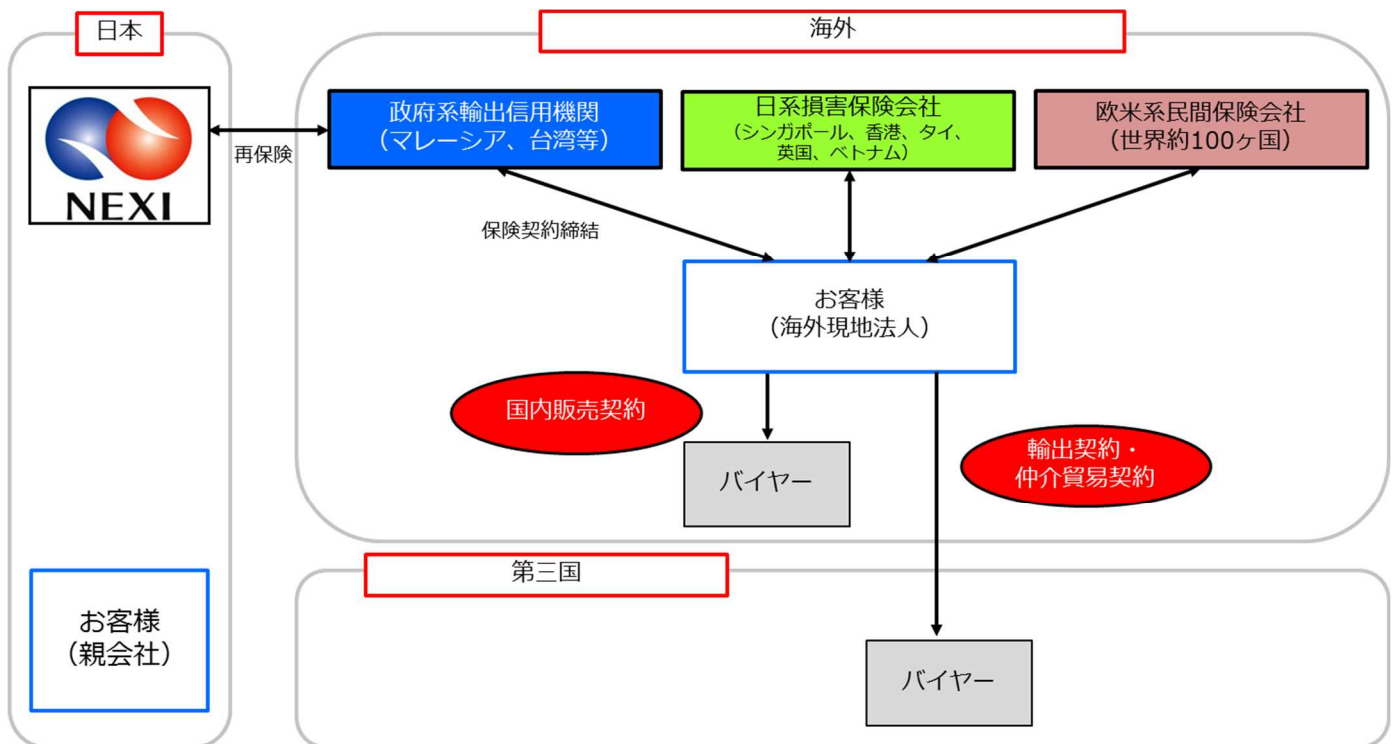 日本
海外
NEXI
再保険
政府系輸出信用機関
（マレーシア、台湾等）
日系損害保険会社
（シンガポール、香港、タイ、
英国、ベトナム）
欧米系民間保険会社
（世界約100ヶ国）
保険契約締結
お客様
（海外現地法人）
国内販売契約
バイヤー
輸出契約・
仲介貿易契約
第三国
お客様
（親会社）
バイヤー